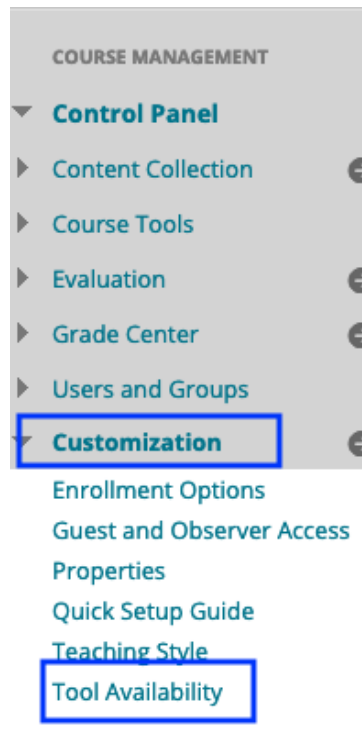 COURSE MANAGEMENT
Control Panel
Content Collection
Course Tools
Evaluation
Grade Center
Users and Groups
Customization
Enrollment Options
Guest and Observer Access
Properties
Quick Setup Guide
Teaching Style
Tool Availability